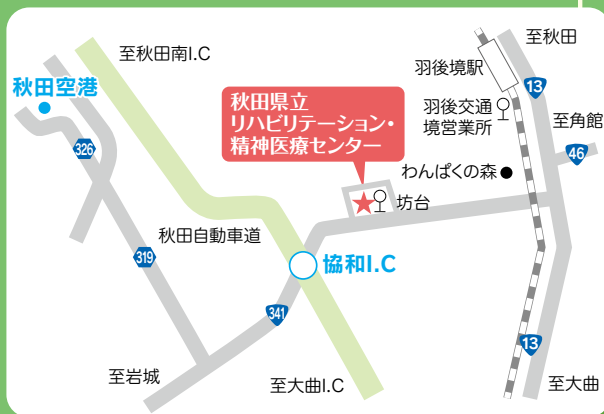 至秋田南I.C
至秋田
秋田空港
羽後境駅
13
秋田県立
リハビリテーション・
精神医療センター
羽後交通
境営業所
至角館
326
46
わんぱくの森
坊台
秋田自動車道
319
協和I.C
341
13
至岩城
至大曲I.C
至大曲